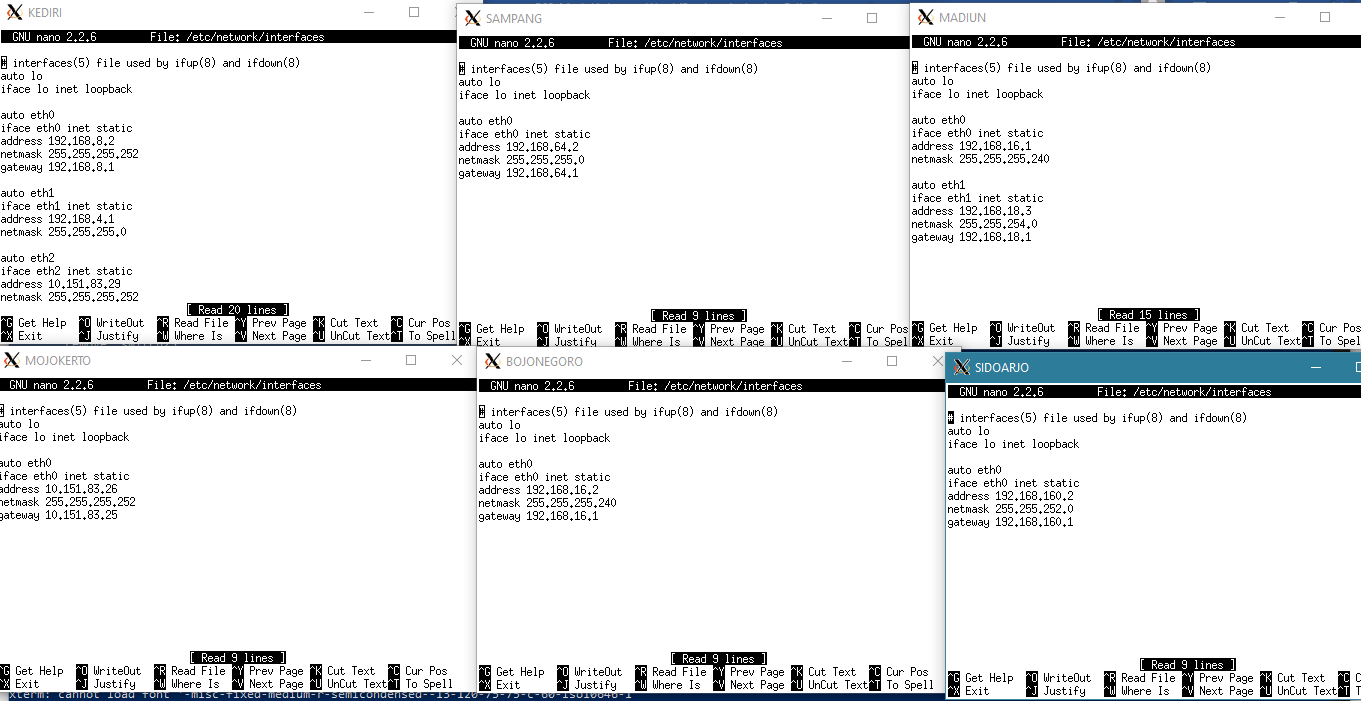 KEDIRI
GNU nano 2.2.6 File: /etc/network/interfaces
# interfaces(5) file used by ifup(8) and ifdown(8)
auto lo
iface lo inet loopback
auto eth0
iface eth0 inet static
address 192.168.8.2
netmask 255.255.255.252
gateway 192.168.8.1
auto eth1
iface eth1 inet static
address 192.168.4.1
netmask 255.255.255.0
auto eth2
iface eth2 inet static
address 10.151.83.29
netmask 255.255.255.252
[ Read 20 lines ]
^G Get Help ^O WriteOut ^R Read File ^Y Prev Page ^K Cut Text ^C Cur Pos
^X Exit ^J Justify ^W Where Is ^V Next Page ^U UnCut Text ^T To Spell
SAMPANG
GNU nano 2.2.6 File: /etc/network/interfaces
# interfaces(5) file used by ifup(8) and ifdown(8)
auto lo
iface lo inet loopback
auto eth0
iface eth0 inet static
address 192.168.64.2
netmask 255.255.255.0
gateway 192.168.64.1
[ Read 9 lines ]
^G Get Help ^O WriteOut ^R Read File ^Y Prev Page ^K Cut Text ^C Cur Pos
^X Exit ^J Justify ^W Where Is ^V Next Page ^U UnCut Text ^T To Spell
MADIUN
GNU nano 2.2.6 File: /etc/network/interfaces
# interfaces(5) file used by ifup(8) and ifdown(8)
auto lo
iface lo inet loopback
auto eth0
iface eth0 inet static
address 192.168.16.1
netmask 255.255.255.240
auto eth1
iface eth1 inet static
address 192.168.18.3
netmask 255.255.254.0
gateway 192.168.18.1
[ Read 15 lines ]
^G Get Help ^O WriteOut ^R Read File ^Y Prev Page ^K Cut Text ^C Cur Pos
^X Exit ^J Justify ^W Where Is ^V Next Page ^U UnCut Text ^T To Spel
MOJOKERTO
GNU nano 2.2.6 File: /etc/network/interfaces
# interfaces(5) file used by ifup(8) and ifdown(8)
auto lo
iface lo inet loopback
auto eth0
iface eth0 inet static
address 10.151.83.26
netmask 255.255.255.252
gateway 10.151.83.25
[ Read 9 lines ]
^G Get Help ^O WriteOut ^R Read File ^Y Prev Page ^K Cut Text ^C Cur Pos
^X Exit ^J Justify ^W Where Is ^V Next Page ^U UnCut Text ^T To Spell
BOJONEGORO
GNU nano 2.2.6 File: /etc/network/interfaces
# interfaces(5) file used by ifup(8) and ifdown(8)
auto lo
iface lo inet loopback
auto eth0
iface eth0 inet static
address 192.168.16.2
netmask 255.255.255.240
gateway 192.168.16.1
[ Read 9 lines ]
^G Get Help ^O WriteOut ^R Read File ^Y Prev Page ^K Cut Text ^C Cur Pos
^X Exit ^J Justify ^W Where Is ^V Next Page ^U UnCut Text ^T To Spell
SIDOARJO
GNU nano 2.2.6 File: /etc/network/interfaces
# interfaces(5) file used by ifup(8) and ifdown(8)
auto lo
iface lo inet loopback
auto eth0
iface eth0 inet static
address 192.168.160.2
netmask 255.255.252.0
gateway 192.168.160.1
[ Read 9 lines ]
^G Get Help ^O WriteOut ^R Read File ^Y Prev Page ^K Cut Text ^C
^X Exit ^J Justify ^W Where Is ^V Next Page ^U UnCut Text ^T